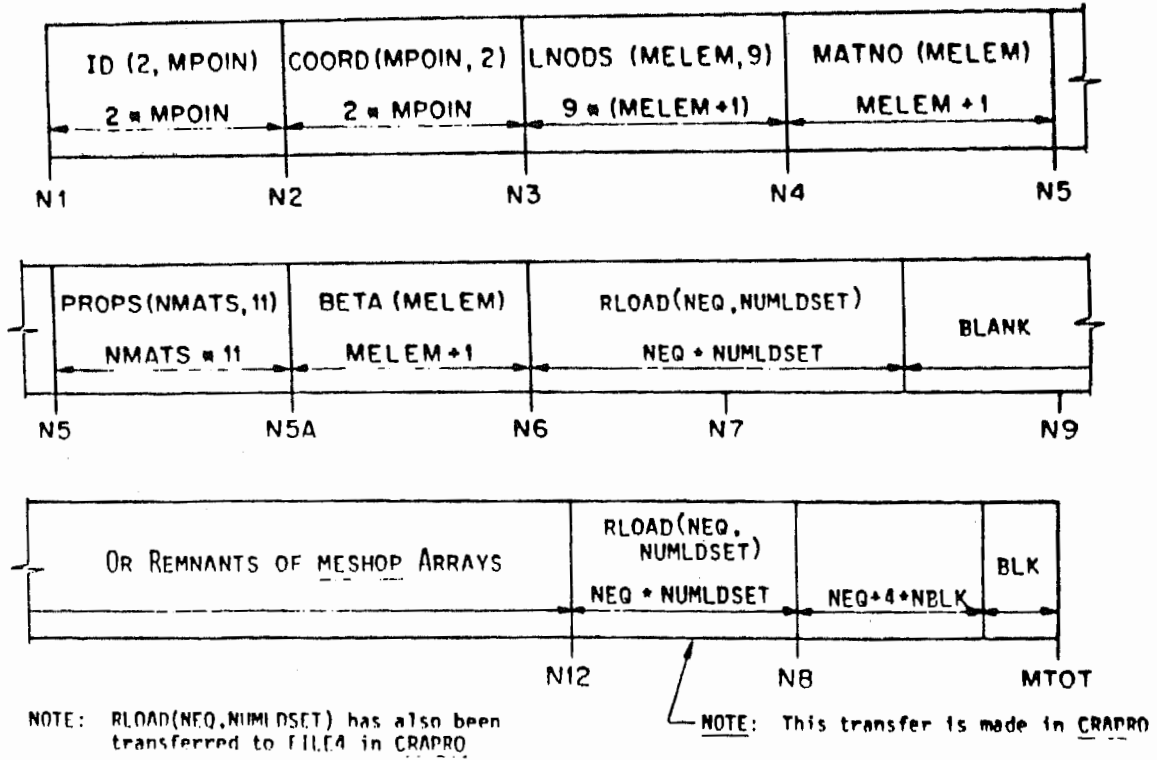 ID (2, MPOIN) COORD (MPOIN, 2) LNODS (MELEM, 9) MATNO (MELEM)
2 * MPOIN 2 * MPOIN 9 * (MELEM +1) MELEM +1
N1 N2 N3 N4 N5
PROPS (NMATS, 11) BETA (MELEM) RLOAD(NEQ,NUMLDSET) BLANK
NMATS * 11 MELEM +1 NEQ * NUMLDSET
N5 N5A N6 N7 N9
OR REMNANTS OF MESHOP ARRAYS
RLOAD(NEQ,
NUMLDSET)
NEQ * NUMLDSET
NEQ+4*NBLK
BLK
N12 N8 MTOT
NOTE: RLOAD(NEQ,NUMLDSET) has also been
transferred to FILE4 in CRAPRO
NOTE: This transfer is made in CRAPRO